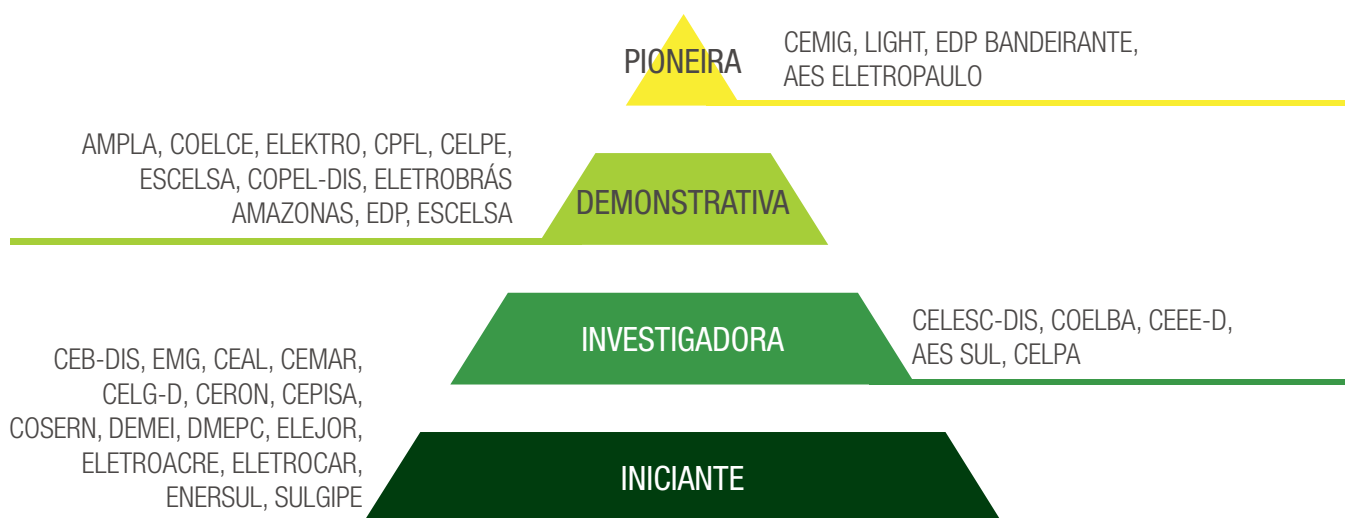 PIONEIRA
CEMIG, LIGHT, EDP BANDEIRANTE,
AES ELETROPAULO
AMPLA, COELCE, ELEKTRO, CPFL, CELPE,
ESCELSA, COPEL-DIS, ELETROBRÁS
AMAZONAS, EDP, ESCELSA
DEMONSTRATIVA
INVESTIGADORA
CELESC-DIS, COELBA, CEEE-D,
AES SUL, CELPA
CEB-DIS, EMG, CEAL, CEMAR,
CELG-D, CERON, CEPISA,
COSERN, DEMEI, DMEPC, ELEJOR,
ELETROACRE, ELETROCAR,
ENERSUL, SULGIPE
INICIANTE